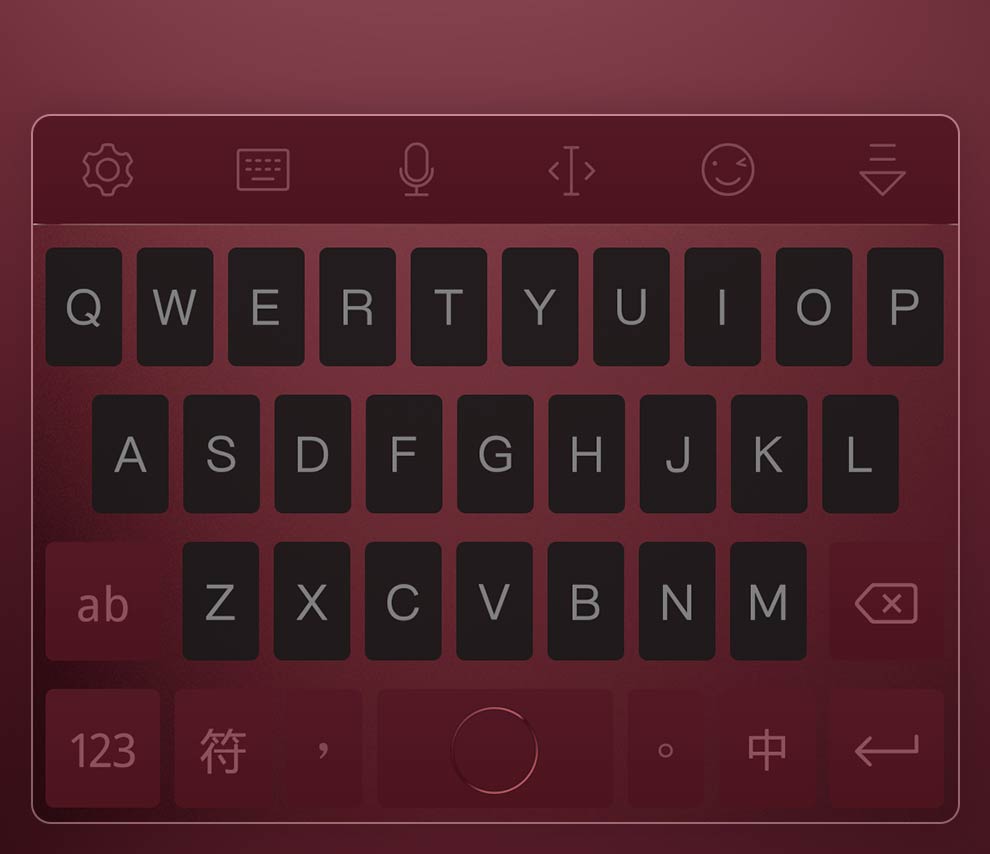 Q W E R T Y U I O P
A S D F G H J K L
ab Z X C V B N M
123 符 ， 。 中